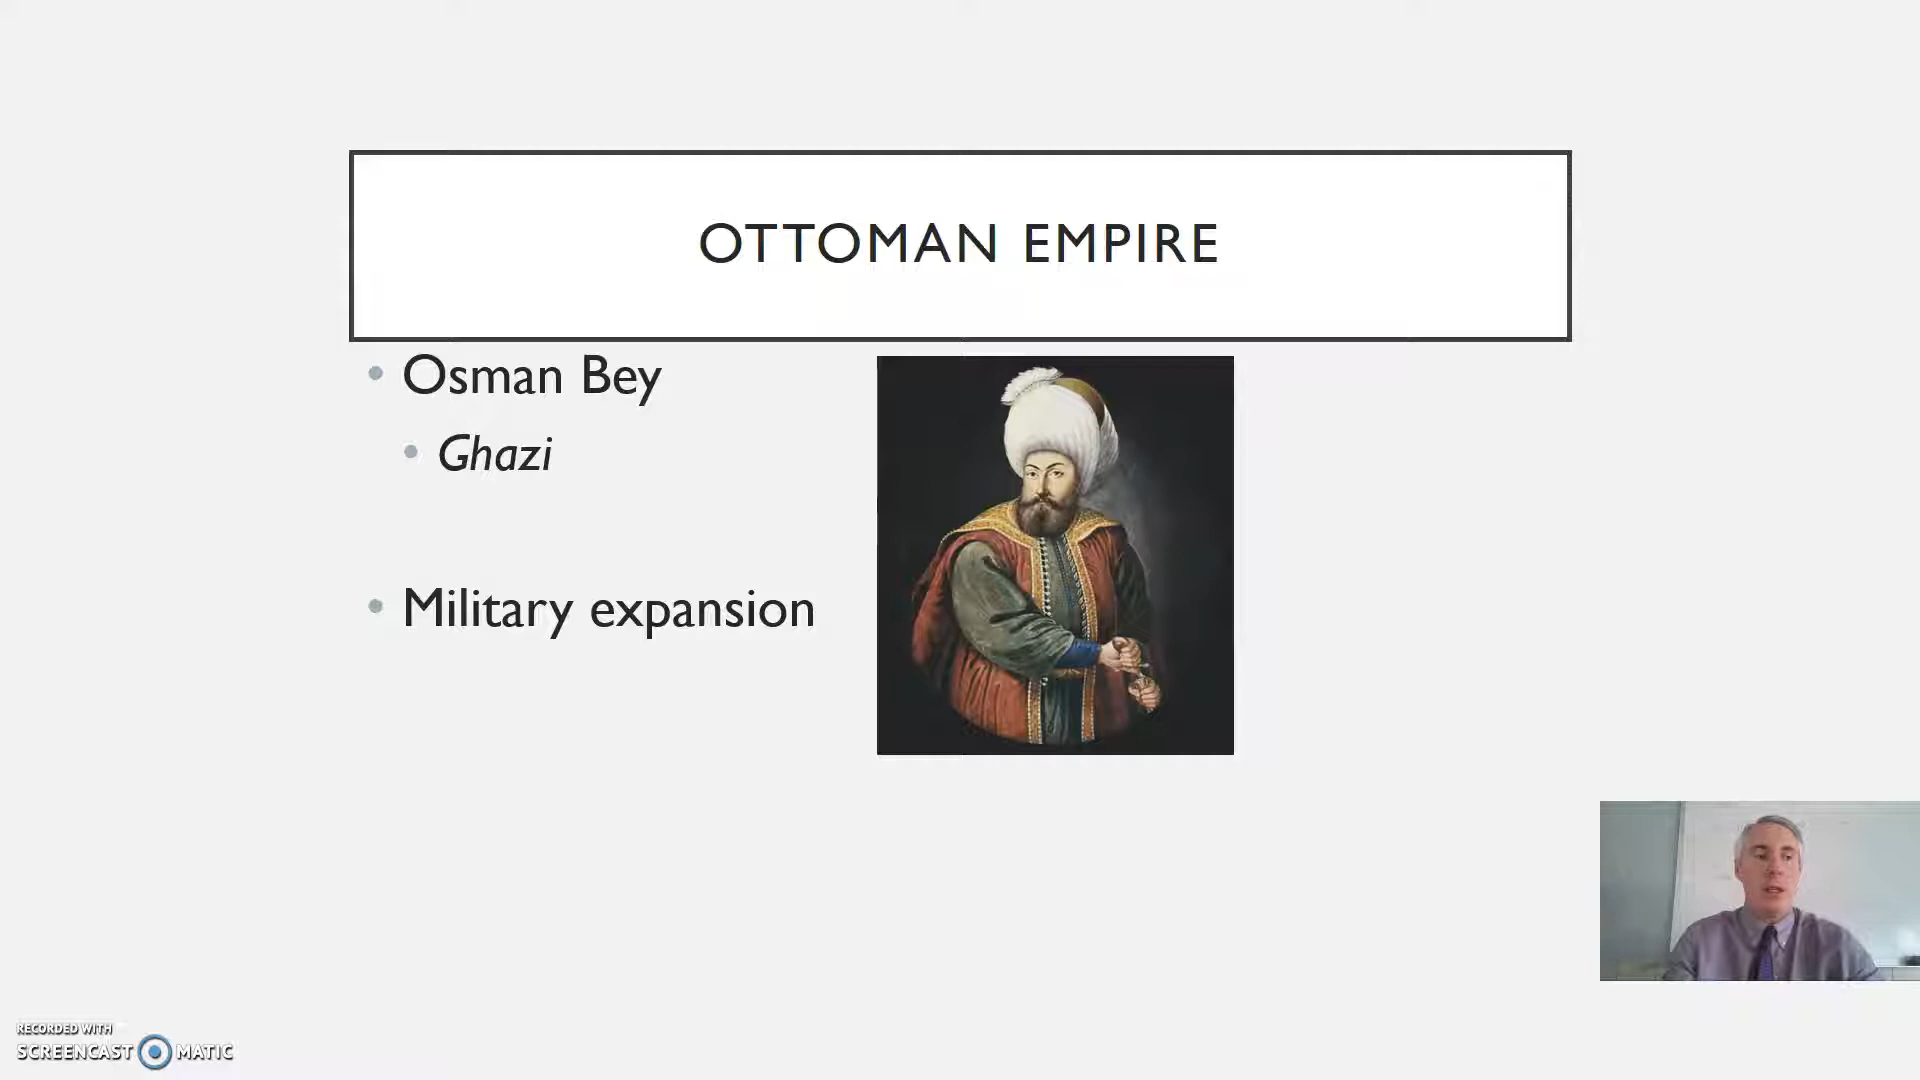 OTTOMAN EMPIRE
Osman Bey
Ghazi
Military expansion
RECORDED WITH
SCREENCAST MATIC